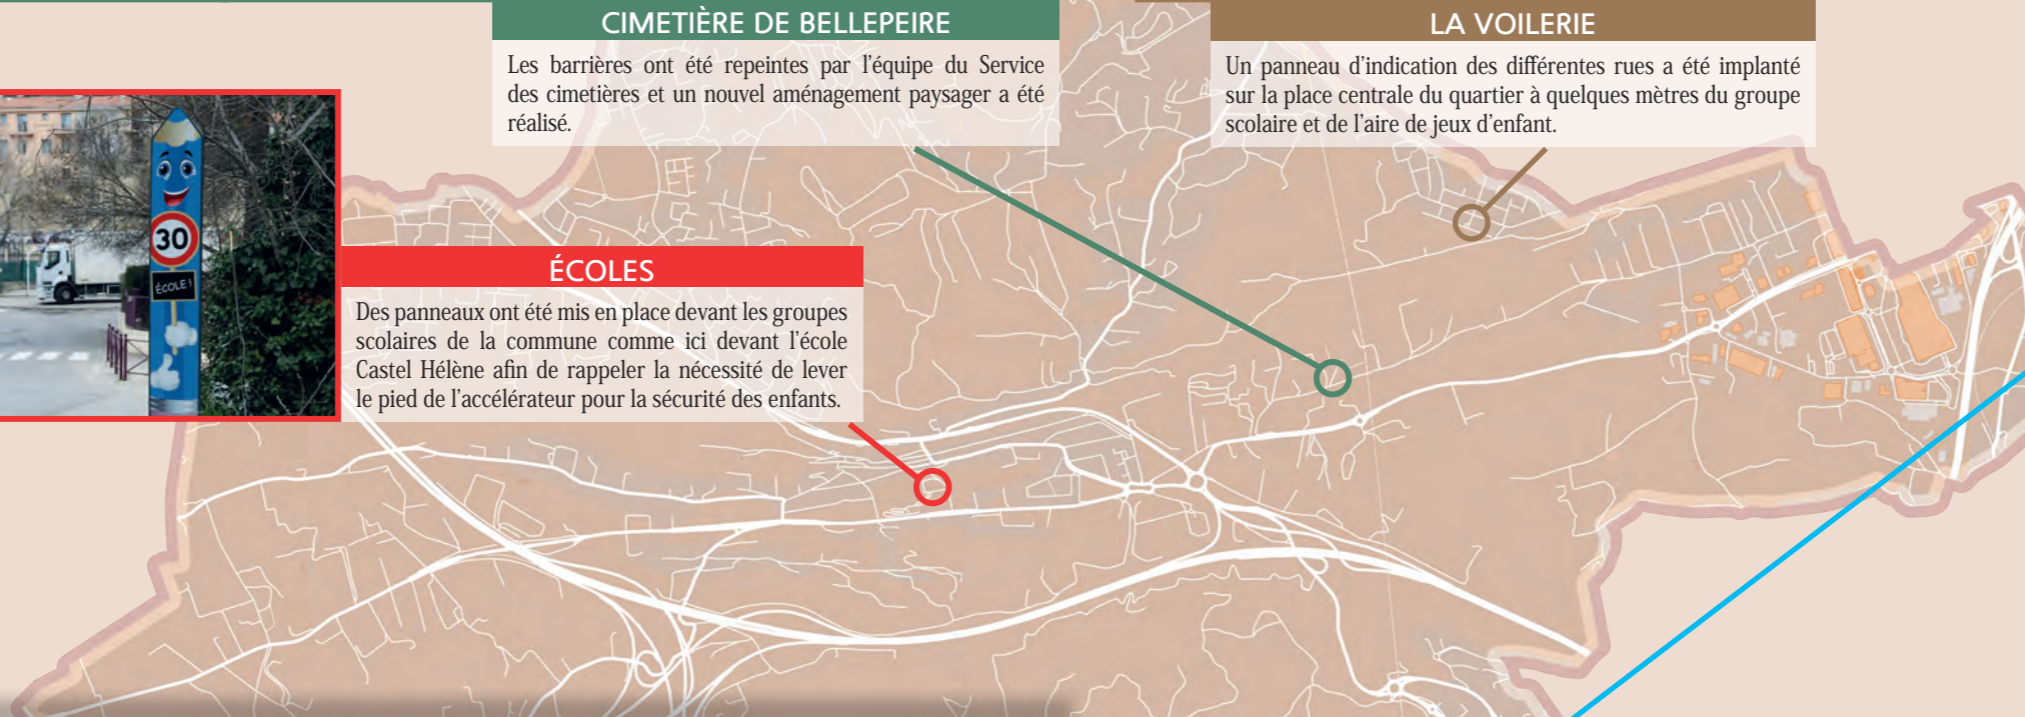 CIMETIÈRE DE BELLEPEIRE
Les barrières ont été repeintes par l'équipe du Service
des cimetières et un nouvel aménagement paysager a été
réalisé.
LA VOILERIE
Un panneau d'indication des différentes rues a été implanté
sur la place centrale du quartier à quelques mètres du groupe
scolaire et de l'aire de jeux d'enfant.
30
ÉCOLE !
ÉCOLES
Des panneaux ont été mis en place devant les groupes
scolaires de la commune comme ici devant l'école
Castel Hélène afin de rappeler la nécessité de lever
le pied de l'accélérateur pour la sécurité des enfants.